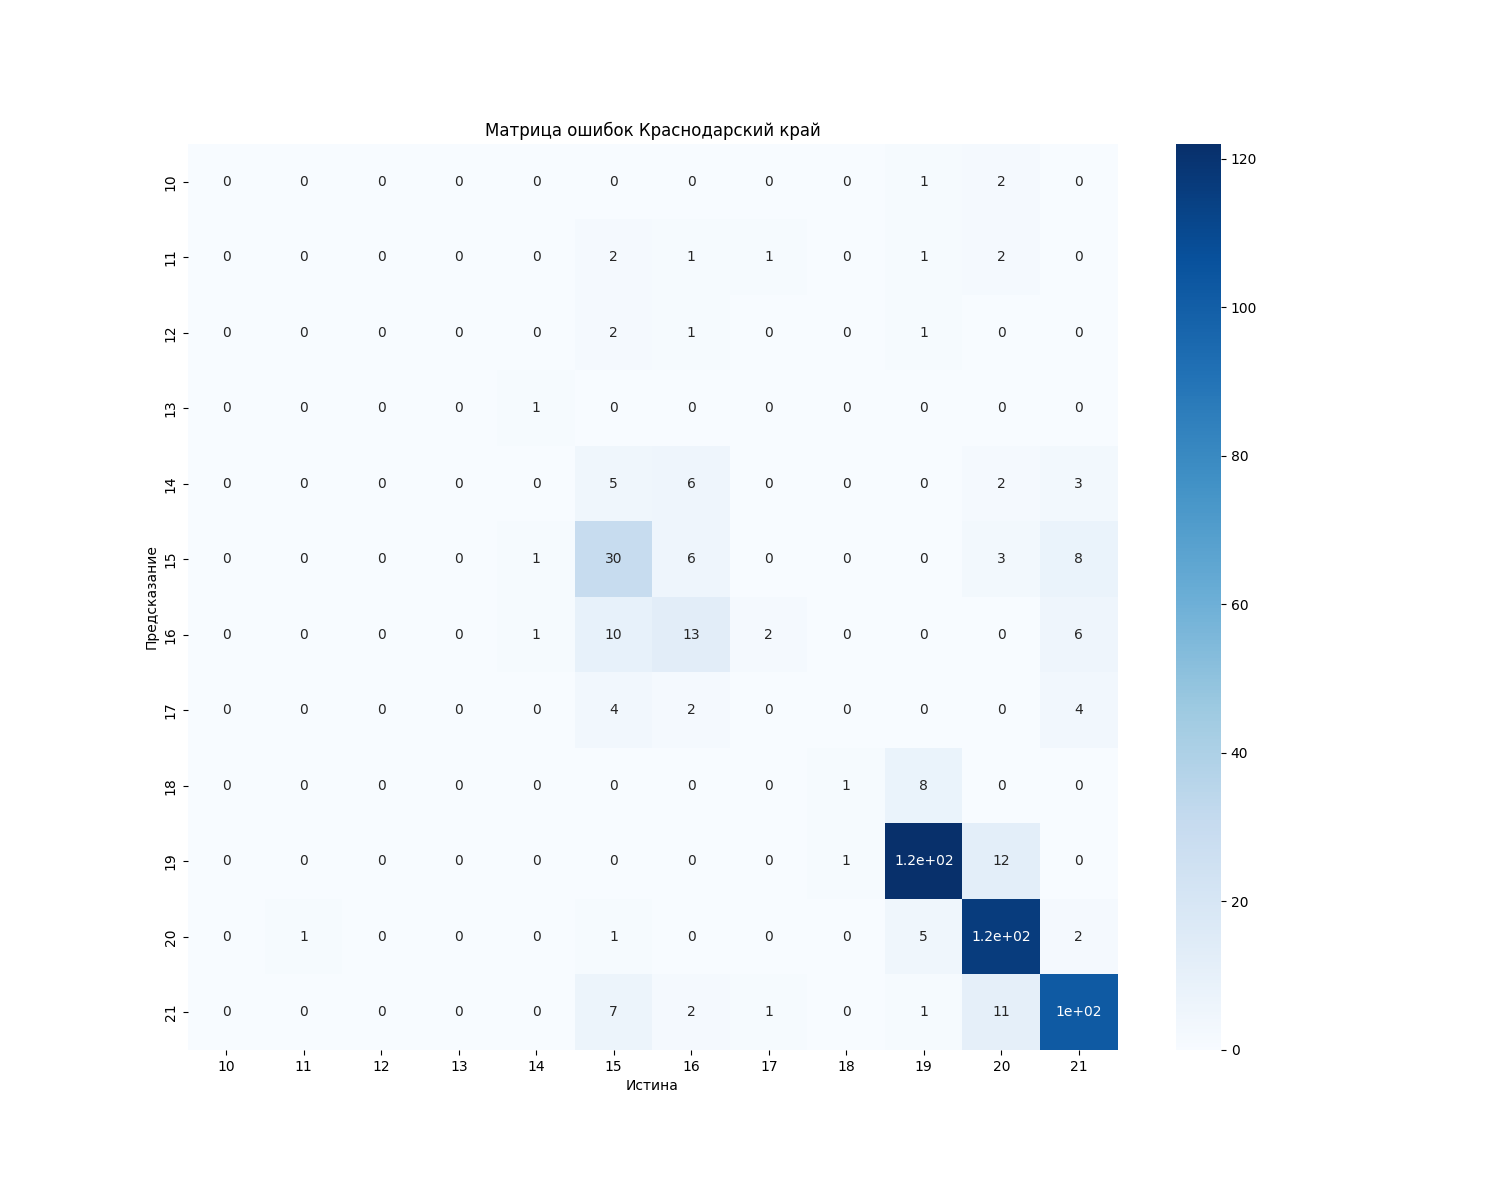 Матрица ошибок Краснодарский край
10 0 0 0 0 0 0 0 0 0 1 2 0
11 0 0 0 0 0 2 1 1 0 1 2 0
12 0 0 0 0 0 2 1 0 0 1 0 0
13 0 0 0 0 1 0 0 0 0 0 0 0
14 0 0 0 0 0 5 6 0 0 0 2 3
15 0 0 0 0 1 30 6 0 0 0 3 8
16 0 0 0 0 1 10 13 2 0 0 0 6
17 0 0 0 0 0 4 2 0 0 0 0 4
18 0 0 0 0 0 0 0 0 1 8 0 0
19 0 0 0 0 0 0 0 0 1 1.2e+02 12 0
20 0 1 0 0 0 1 0 0 0 5 1.2e+02 2
21 0 0 0 0 0 7 2 1 0 1 11 1e+02
10 11 12 13 14 15 16 17 18 19 20 21
Истина
Предсказание
120
100
80
60
40
20
0